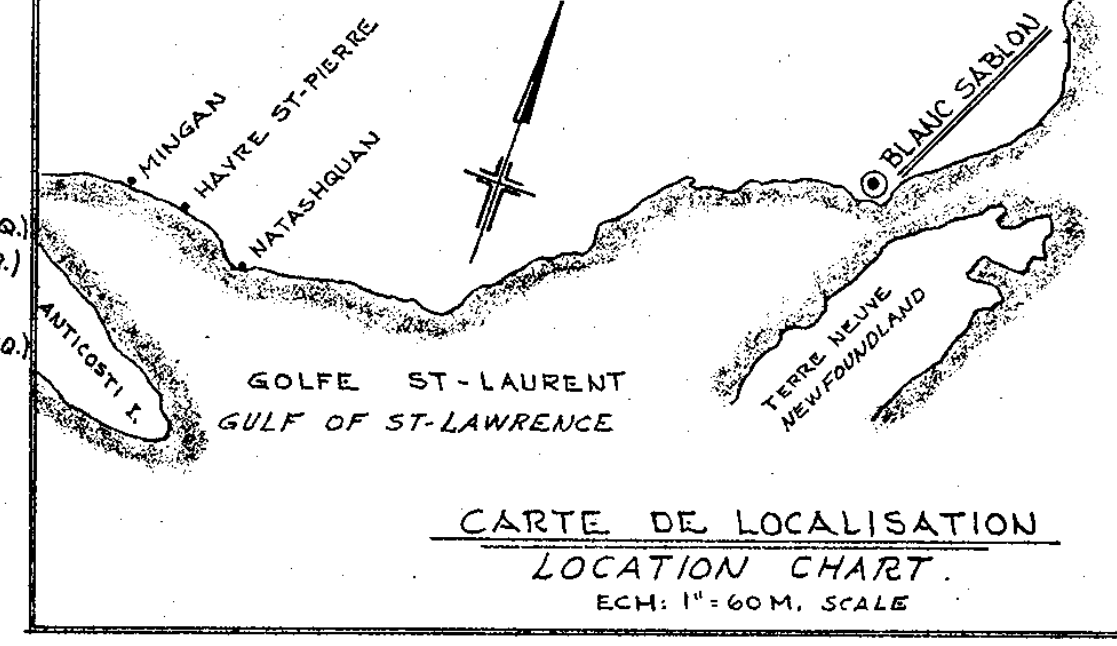 MINGAN
HAVRE ST-PIERRE
NATASHQUAN
BLANC SABLON
Q.)
Q.)
ANTICOSTI I.
TERRE NEUVE
NEWFOUNDLAND
GOLFE ST-LAURENT
GULF OF ST-LAWRENCE
CARTE DE LOCALISATION
LOCATION CHART.
ECH: 1"=60M. SCALE